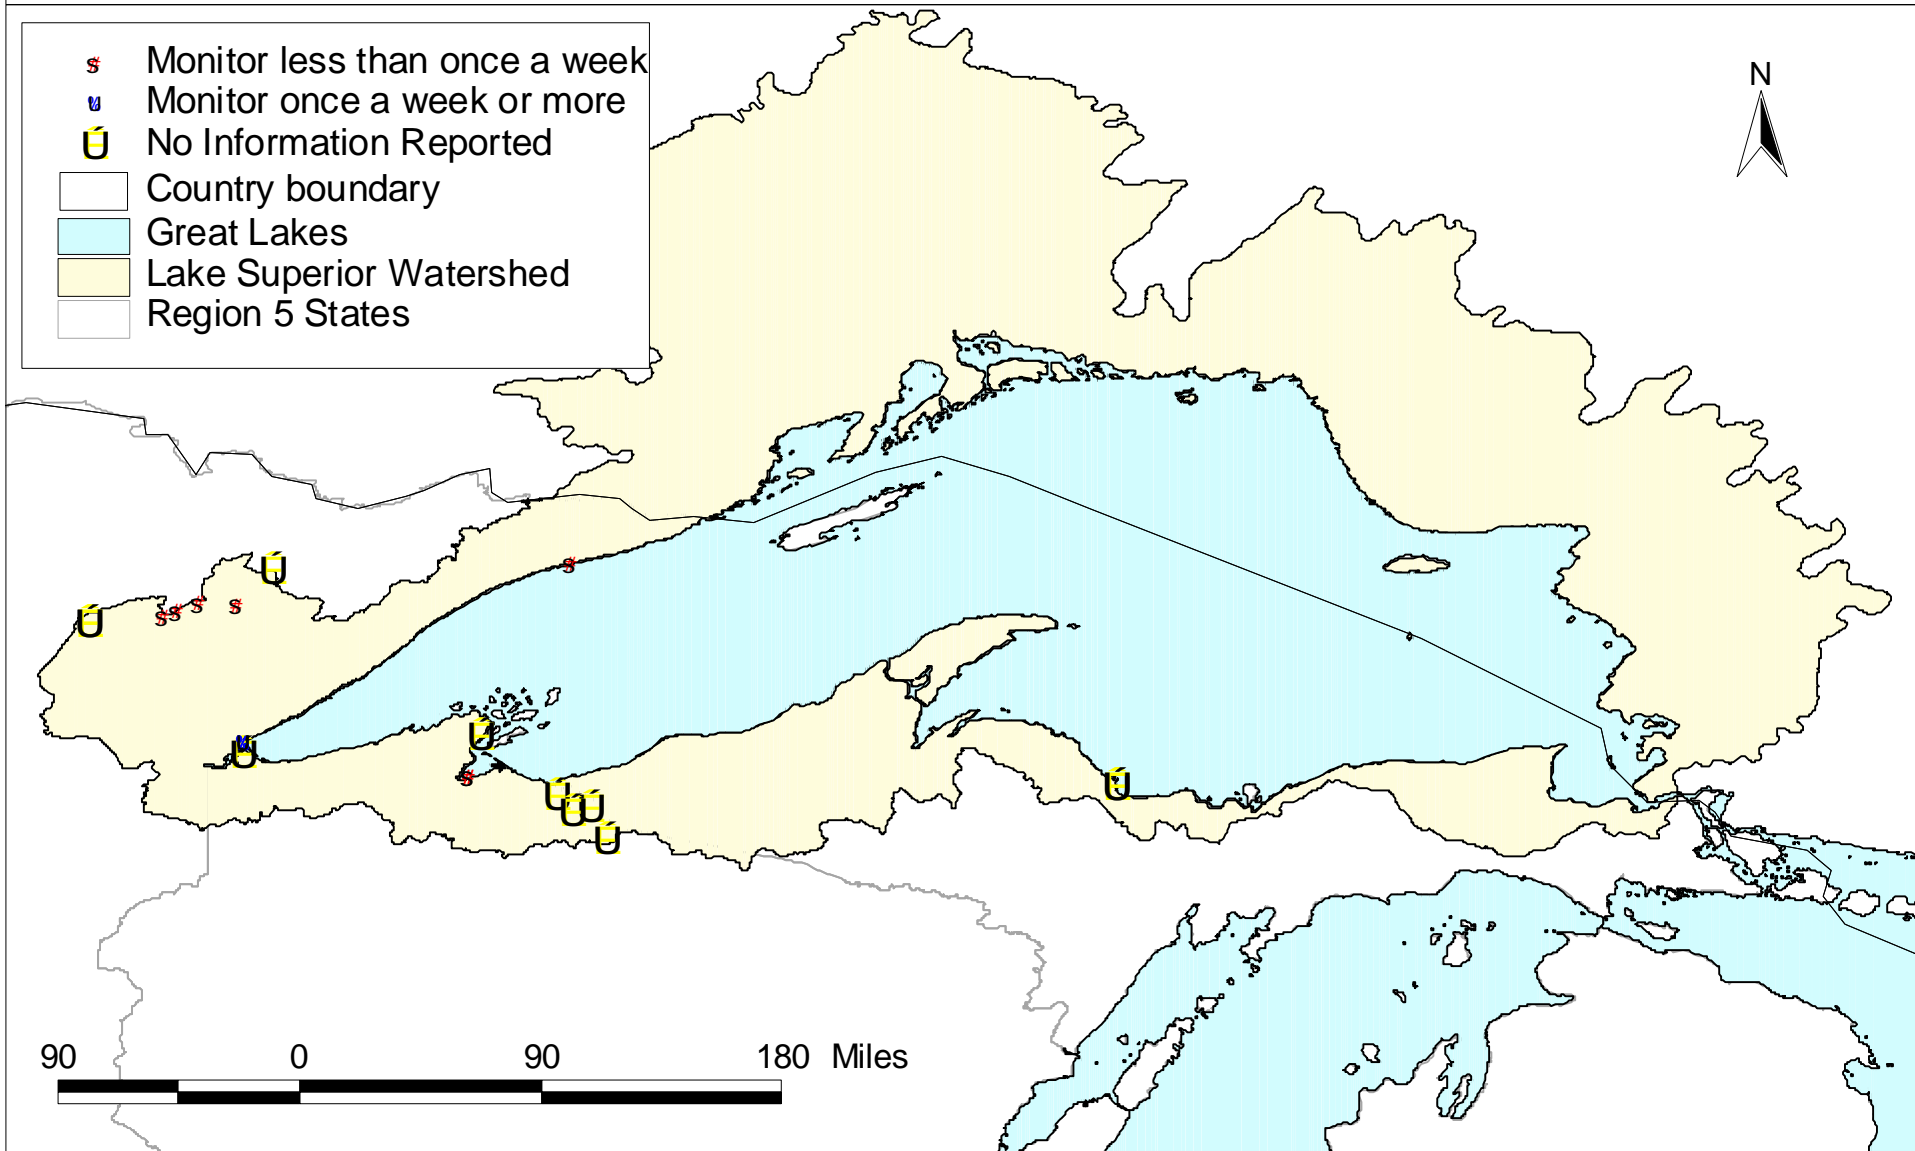 Monitor less than once a week
Monitor once a week or more
No Information Reported
Country boundary
Great Lakes
Lake Superior Watershed
Region 5 States
N
90 0 90 180 Miles